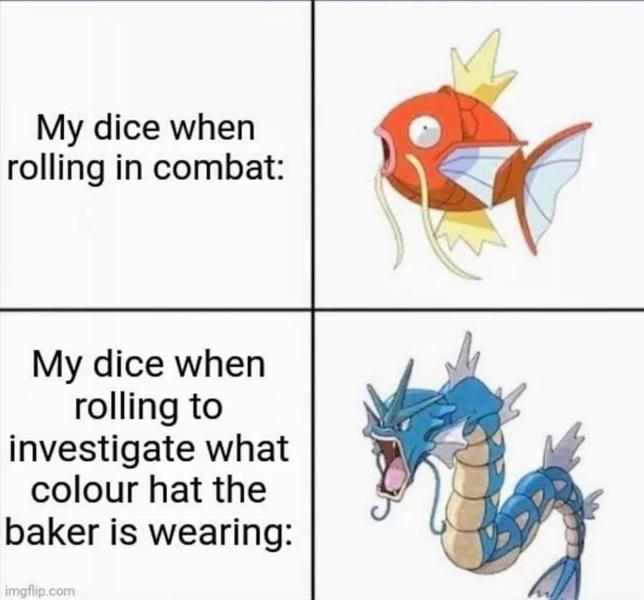 My dice when
rolling in combat:
My dice when
rolling to
investigate what
colour hat the
baker is wearing:
imgflip.com